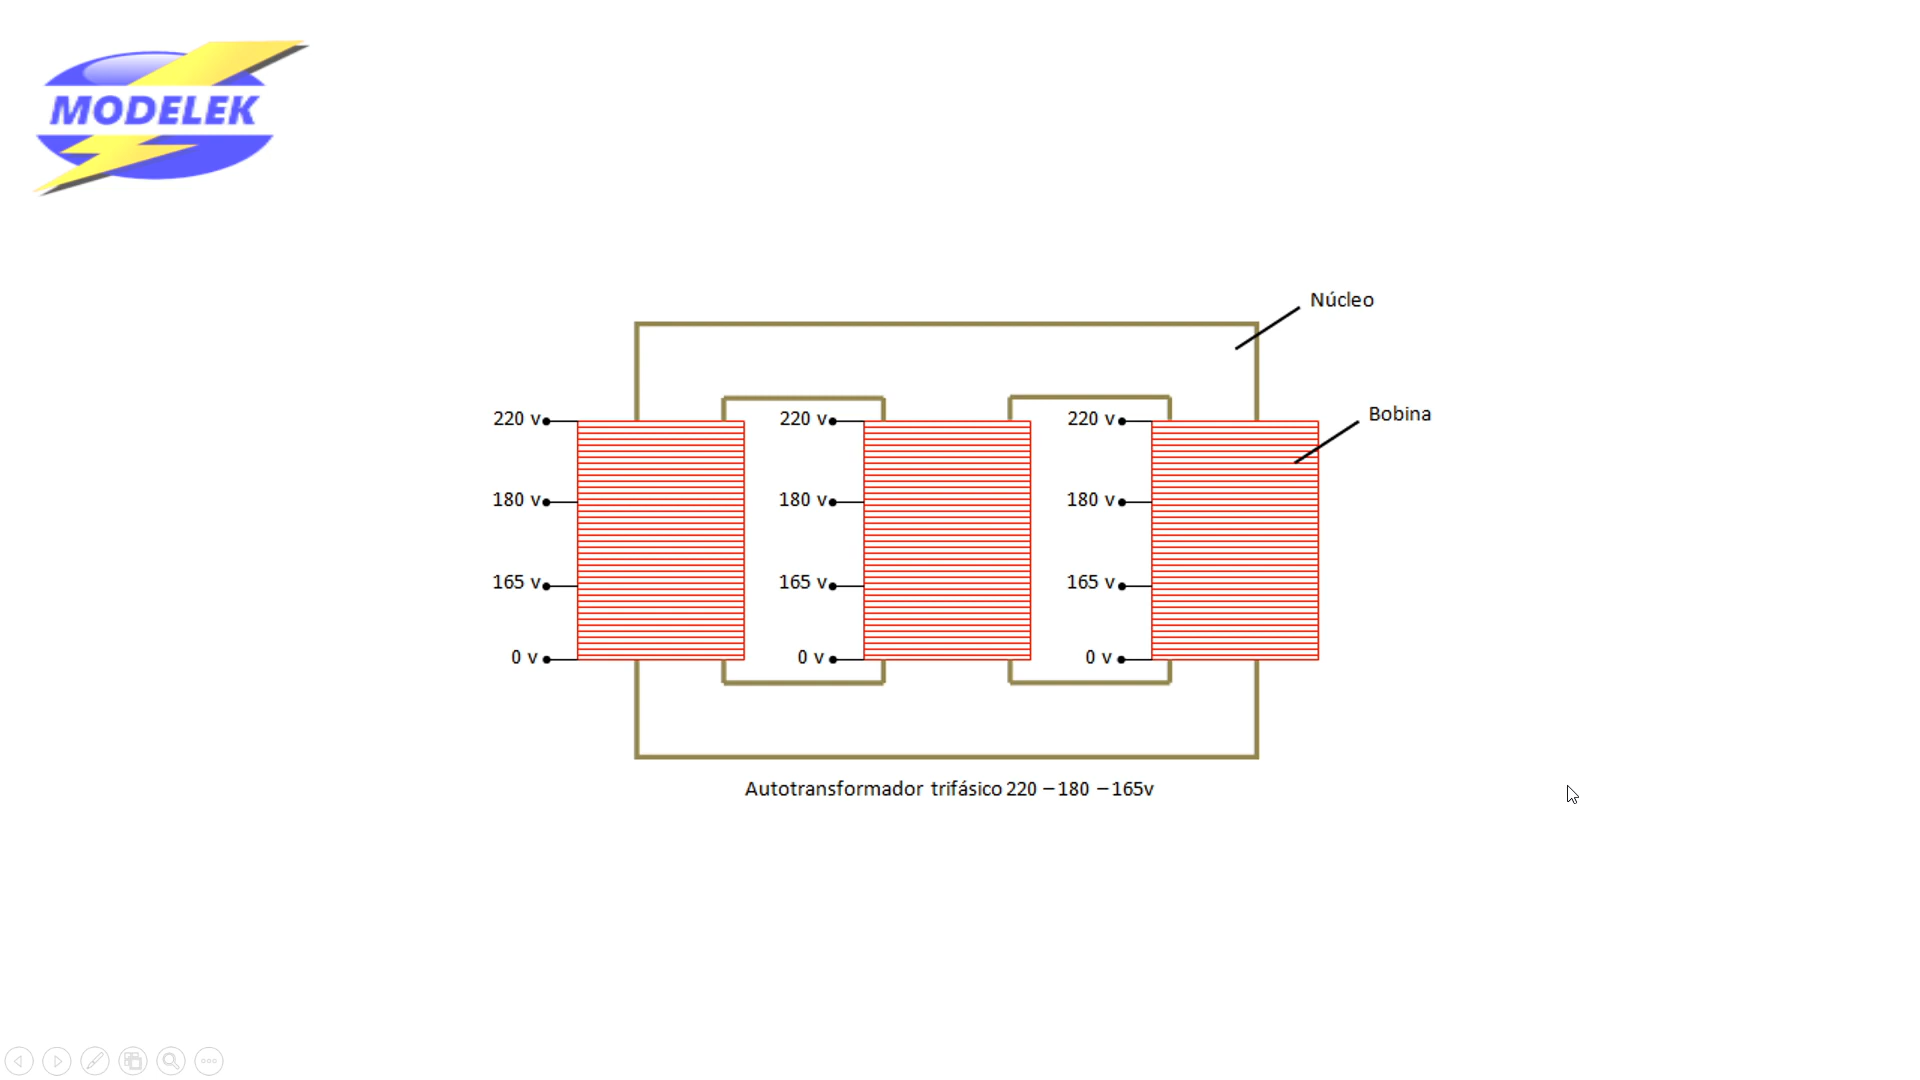 MODELEK
Núcleo
Bobina
220 v 220 v 220 v
180 v 180 v 180 v
165 v 165 v 165 v
0 v 0 v 0 v
Autotransformador trifásico 220 – 180 – 165v